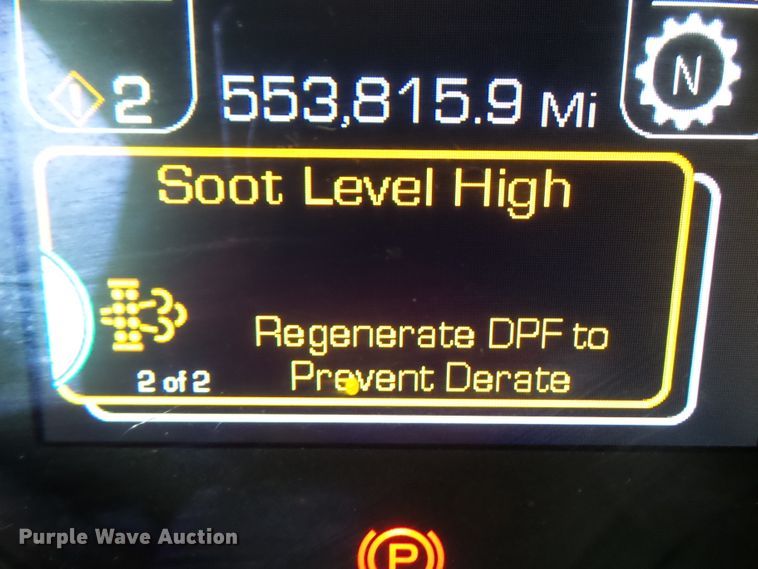 ! 2
553,815.9 Mi
N
Soot Level High
Regenerate DPF to
Prevent Derate
2 of 2
P
Purple Wave Auction